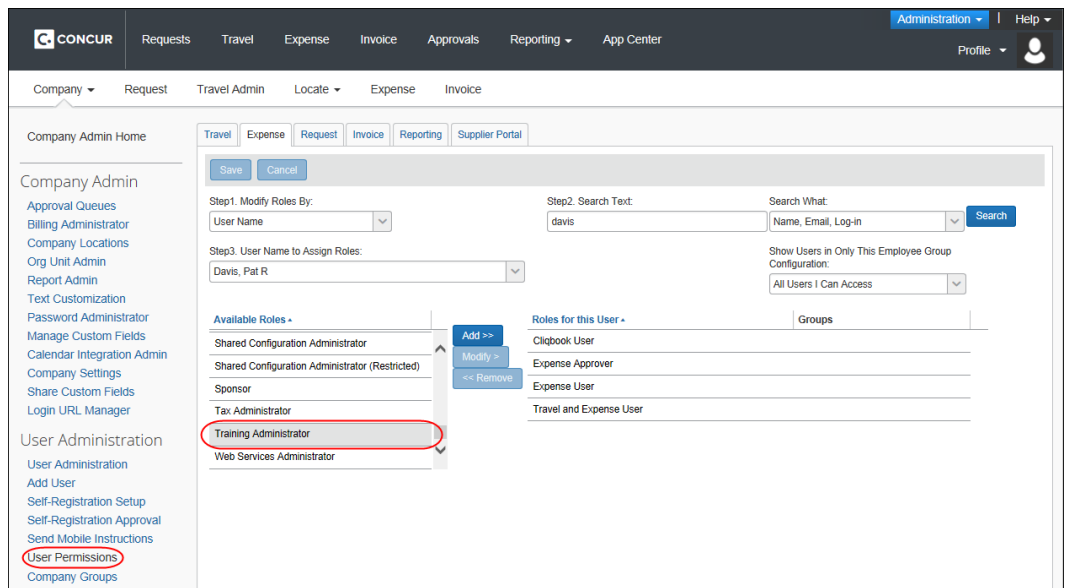 Administration | Help
C. CONCUR Requests Travel Expense Invoice Approvals Reporting App Center
Profile
Company Request Travel Admin Locate Expense Invoice
Company Admin Home
Company Admin
Approval Queues
Billing Administrator
Company Locations
Org Unit Admin
Report Admin
Text Customization
Password Administrator
Manage Custom Fields
Calendar Integration Admin
Company Settings
Share Custom Fields
Login URL Manager
User Administration
User Administration
Add User
Self-Registration Setup
Self-Registration Approval
Send Mobile Instructions
User Permissions
Company Groups
Travel Expense Request Invoice Reporting Supplier Portal
Save Cancel
Step1. Modify Roles By: Step2. Search Text: Search What:
User Name davis Name, Email, Log-in Search
Step3. User Name to Assign Roles: Show Users in Only This Employee Group
Configuration:
Davis, Pat R All Users I Can Access
Available Roles
Shared Configuration Administrator
Shared Configuration Administrator (Restricted)
Sponsor
Tax Administrator
Training Administrator
Web Services Administrator
Add >>
Modify >
<< Remove
Roles for this User Groups
Cliqbook User
Expense Approver
Expense User
Travel and Expense User